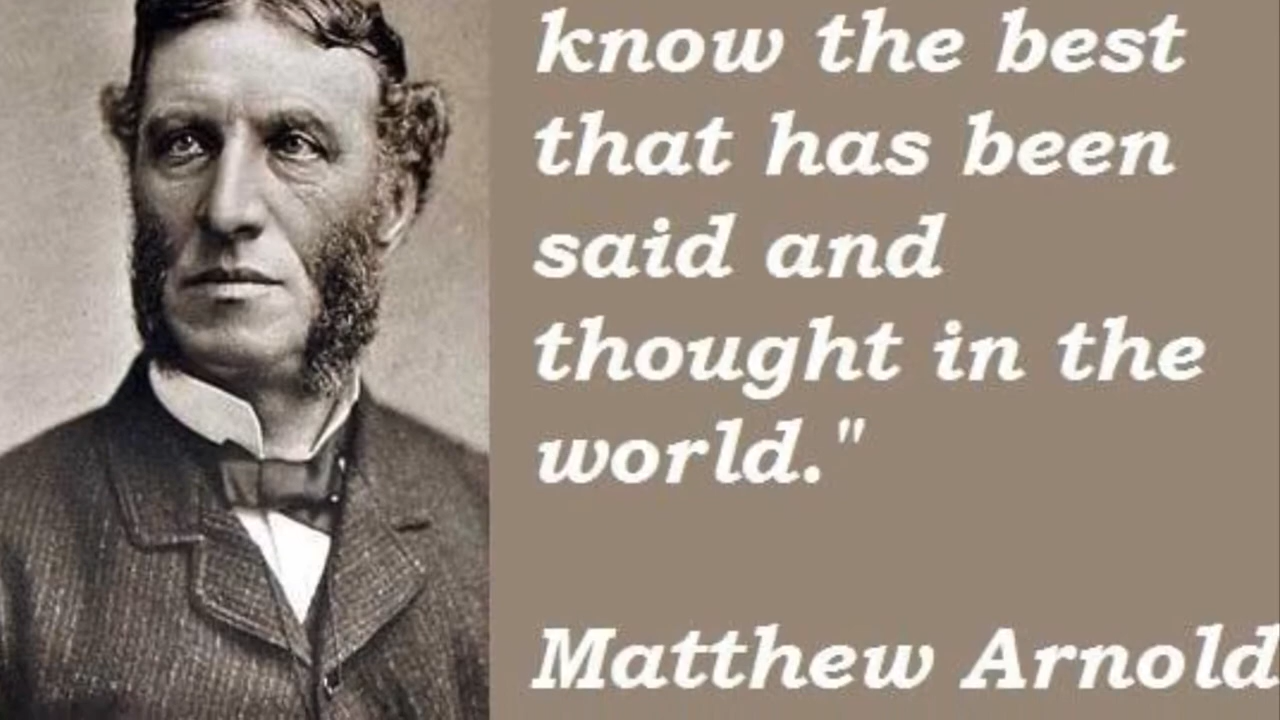 know the best
that has been
said and
thought in the
world."
Matthew Arnold